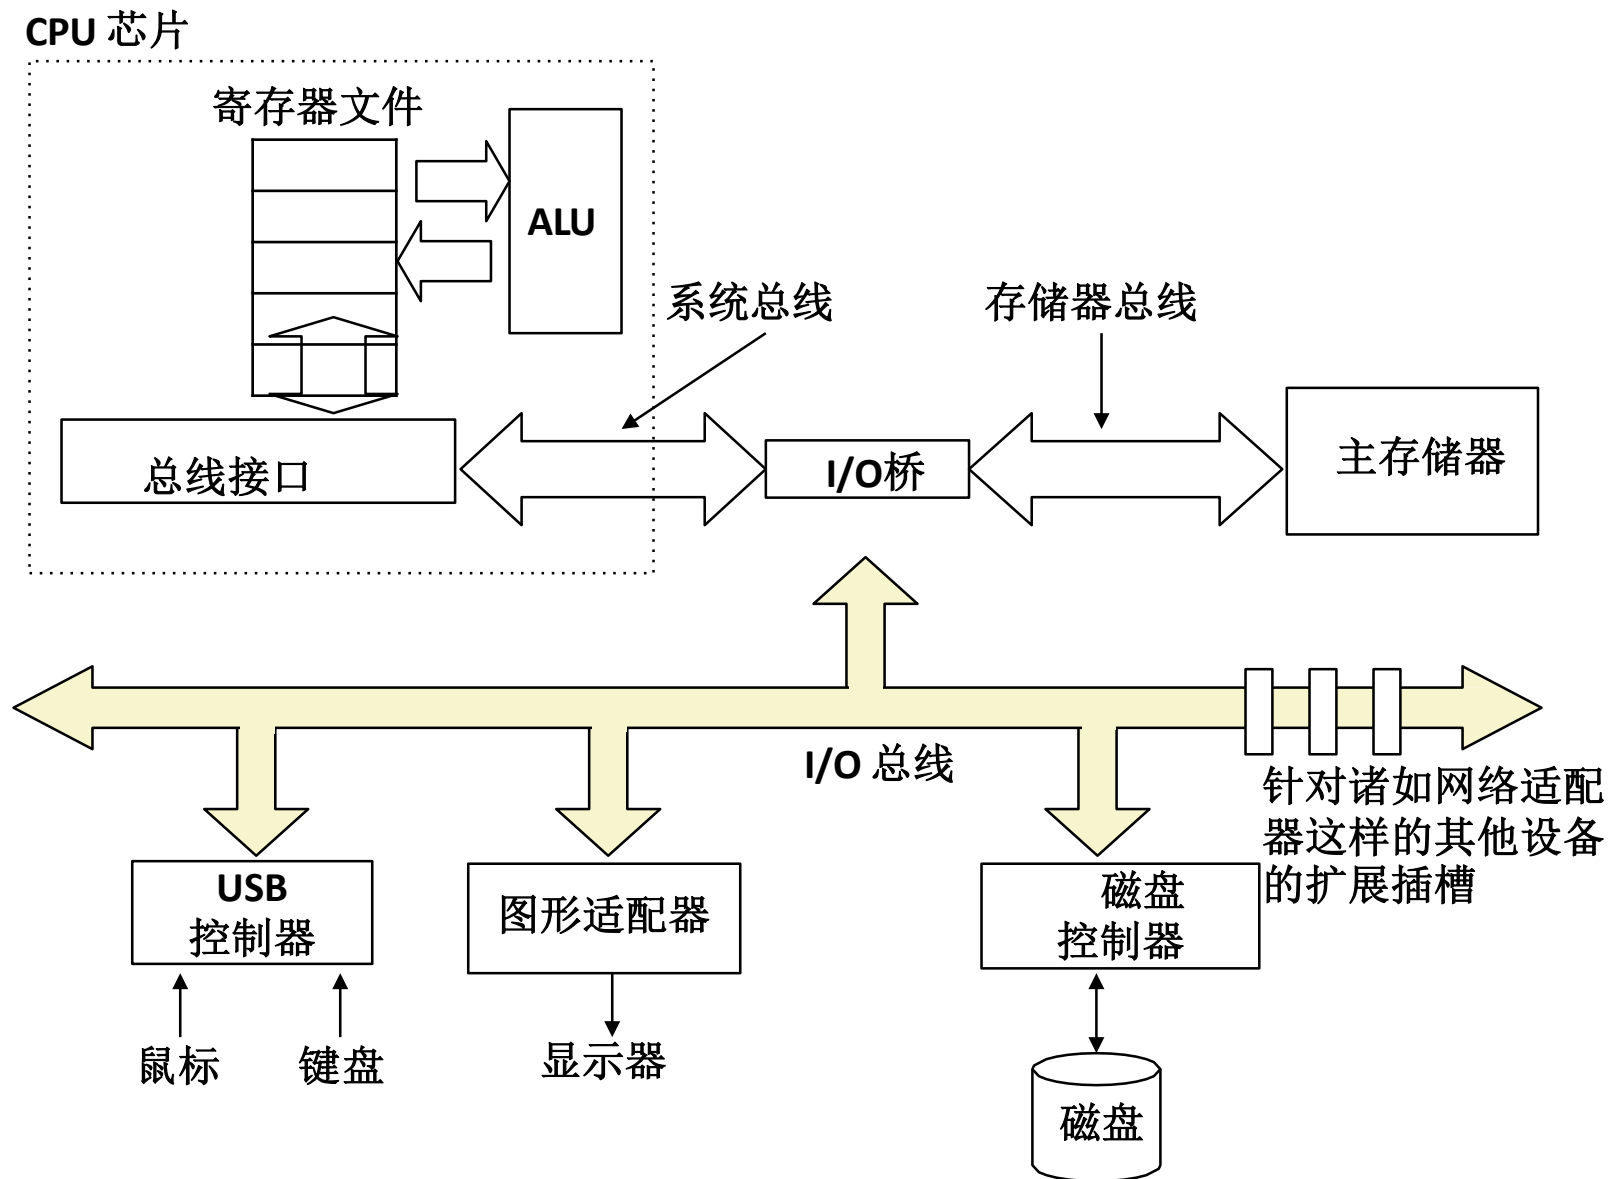 CPU 芯片
寄存器文件
ALU
系统总线
存储器总线
总线接口
I/O桥
主存储器
I/O 总线
针对诸如网络适配
器这样的其他设备
的扩展插槽
USB
控制器
图形适配器
磁盘
控制器
鼠标
键盘
显示器
磁盘